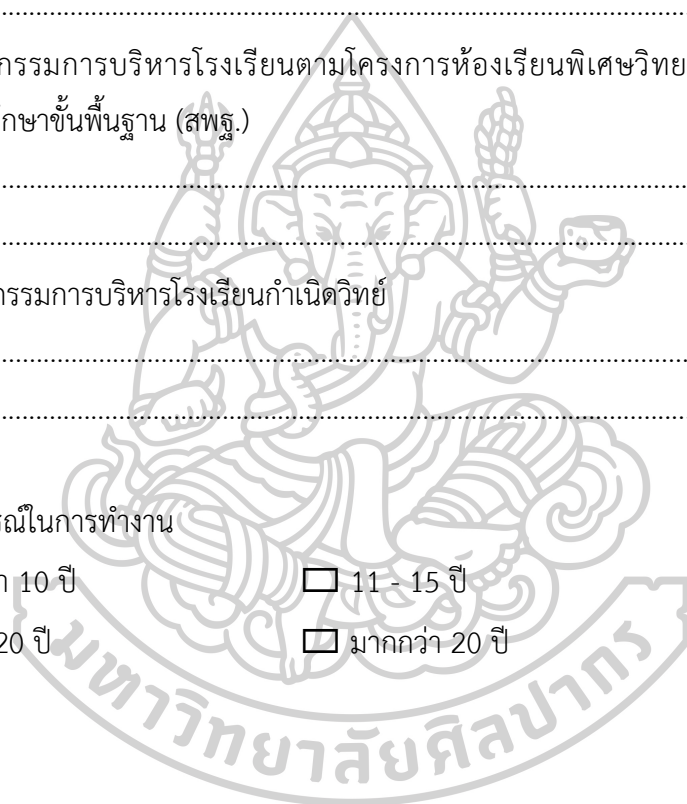 กรรมการบริหารโรงเรียนตามโครงการห้องเรียนพิเศษวิทย
กษาขั้นพื้นฐาน (สพฐ.)
กรรมการบริหารโรงเรียนกำเนิดวิทย์
รณ์ในการทำงาน
10 ปี ☐ 11 - 15 ปี
20 ปี ☐ มากกว่า 20 ปี
มหาวิทยาลัยศิลปากร